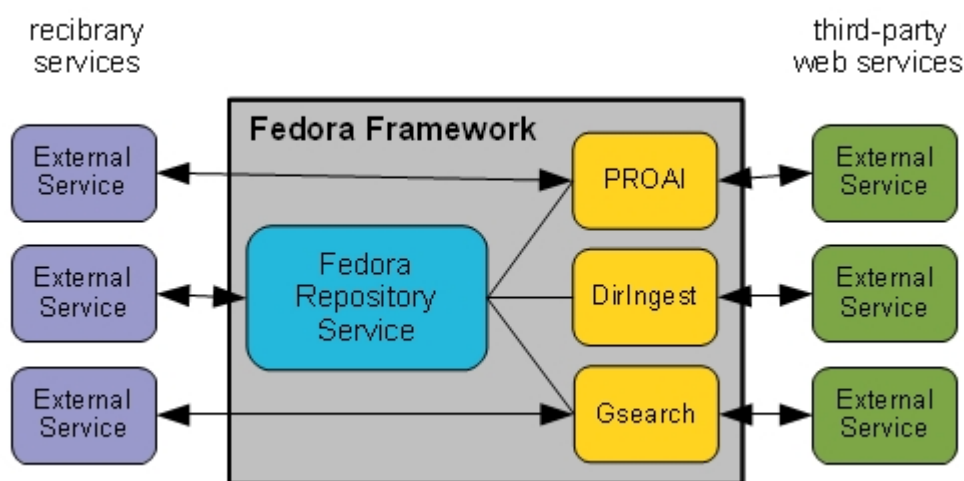 recibrary
services
third-party
web services
Fedora Framework
External
Service
PROAI
External
Service
External
Service
Fedora
Repository
Service
DirIngest
External
Service
External
Service
Gsearch
External
Service